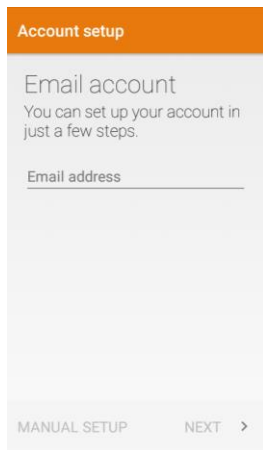 Account setup
Email account
You can set up your account in
just a few steps.
Email address
MANUAL SETUP NEXT >